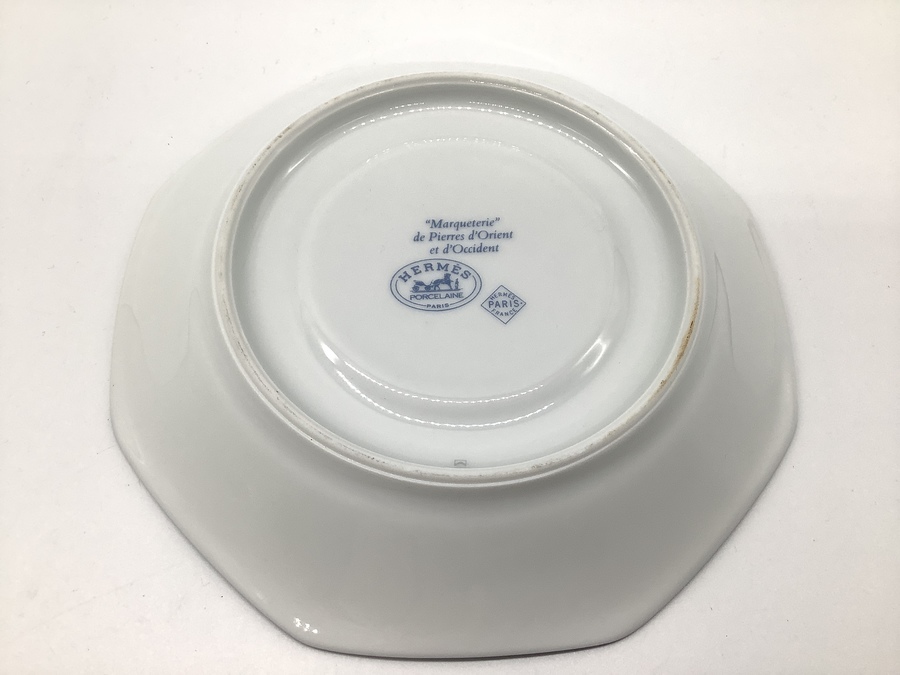 “Marqueterie”
de Pierres d'Orient
et d'Occident
HERMÈS
PORCELAINE
PARIS
HERMÈS
PARIS
FRANCE